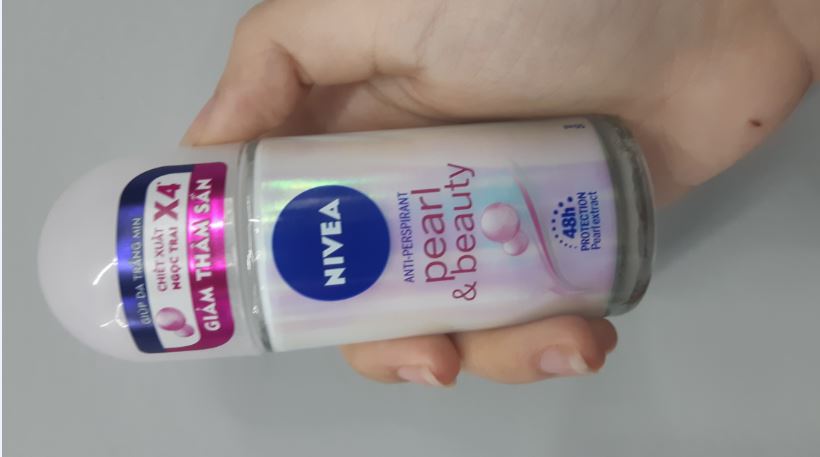 GIÚP DA TRẮNG MỊN
CHIẾT XUẤT
NGỌC TRAI X4*
GIẢM THÂM SẦN
NIVEA
ANTI-PERSPIRANT
pearl
& beauty
48h
PROTECTION
Pearl extract